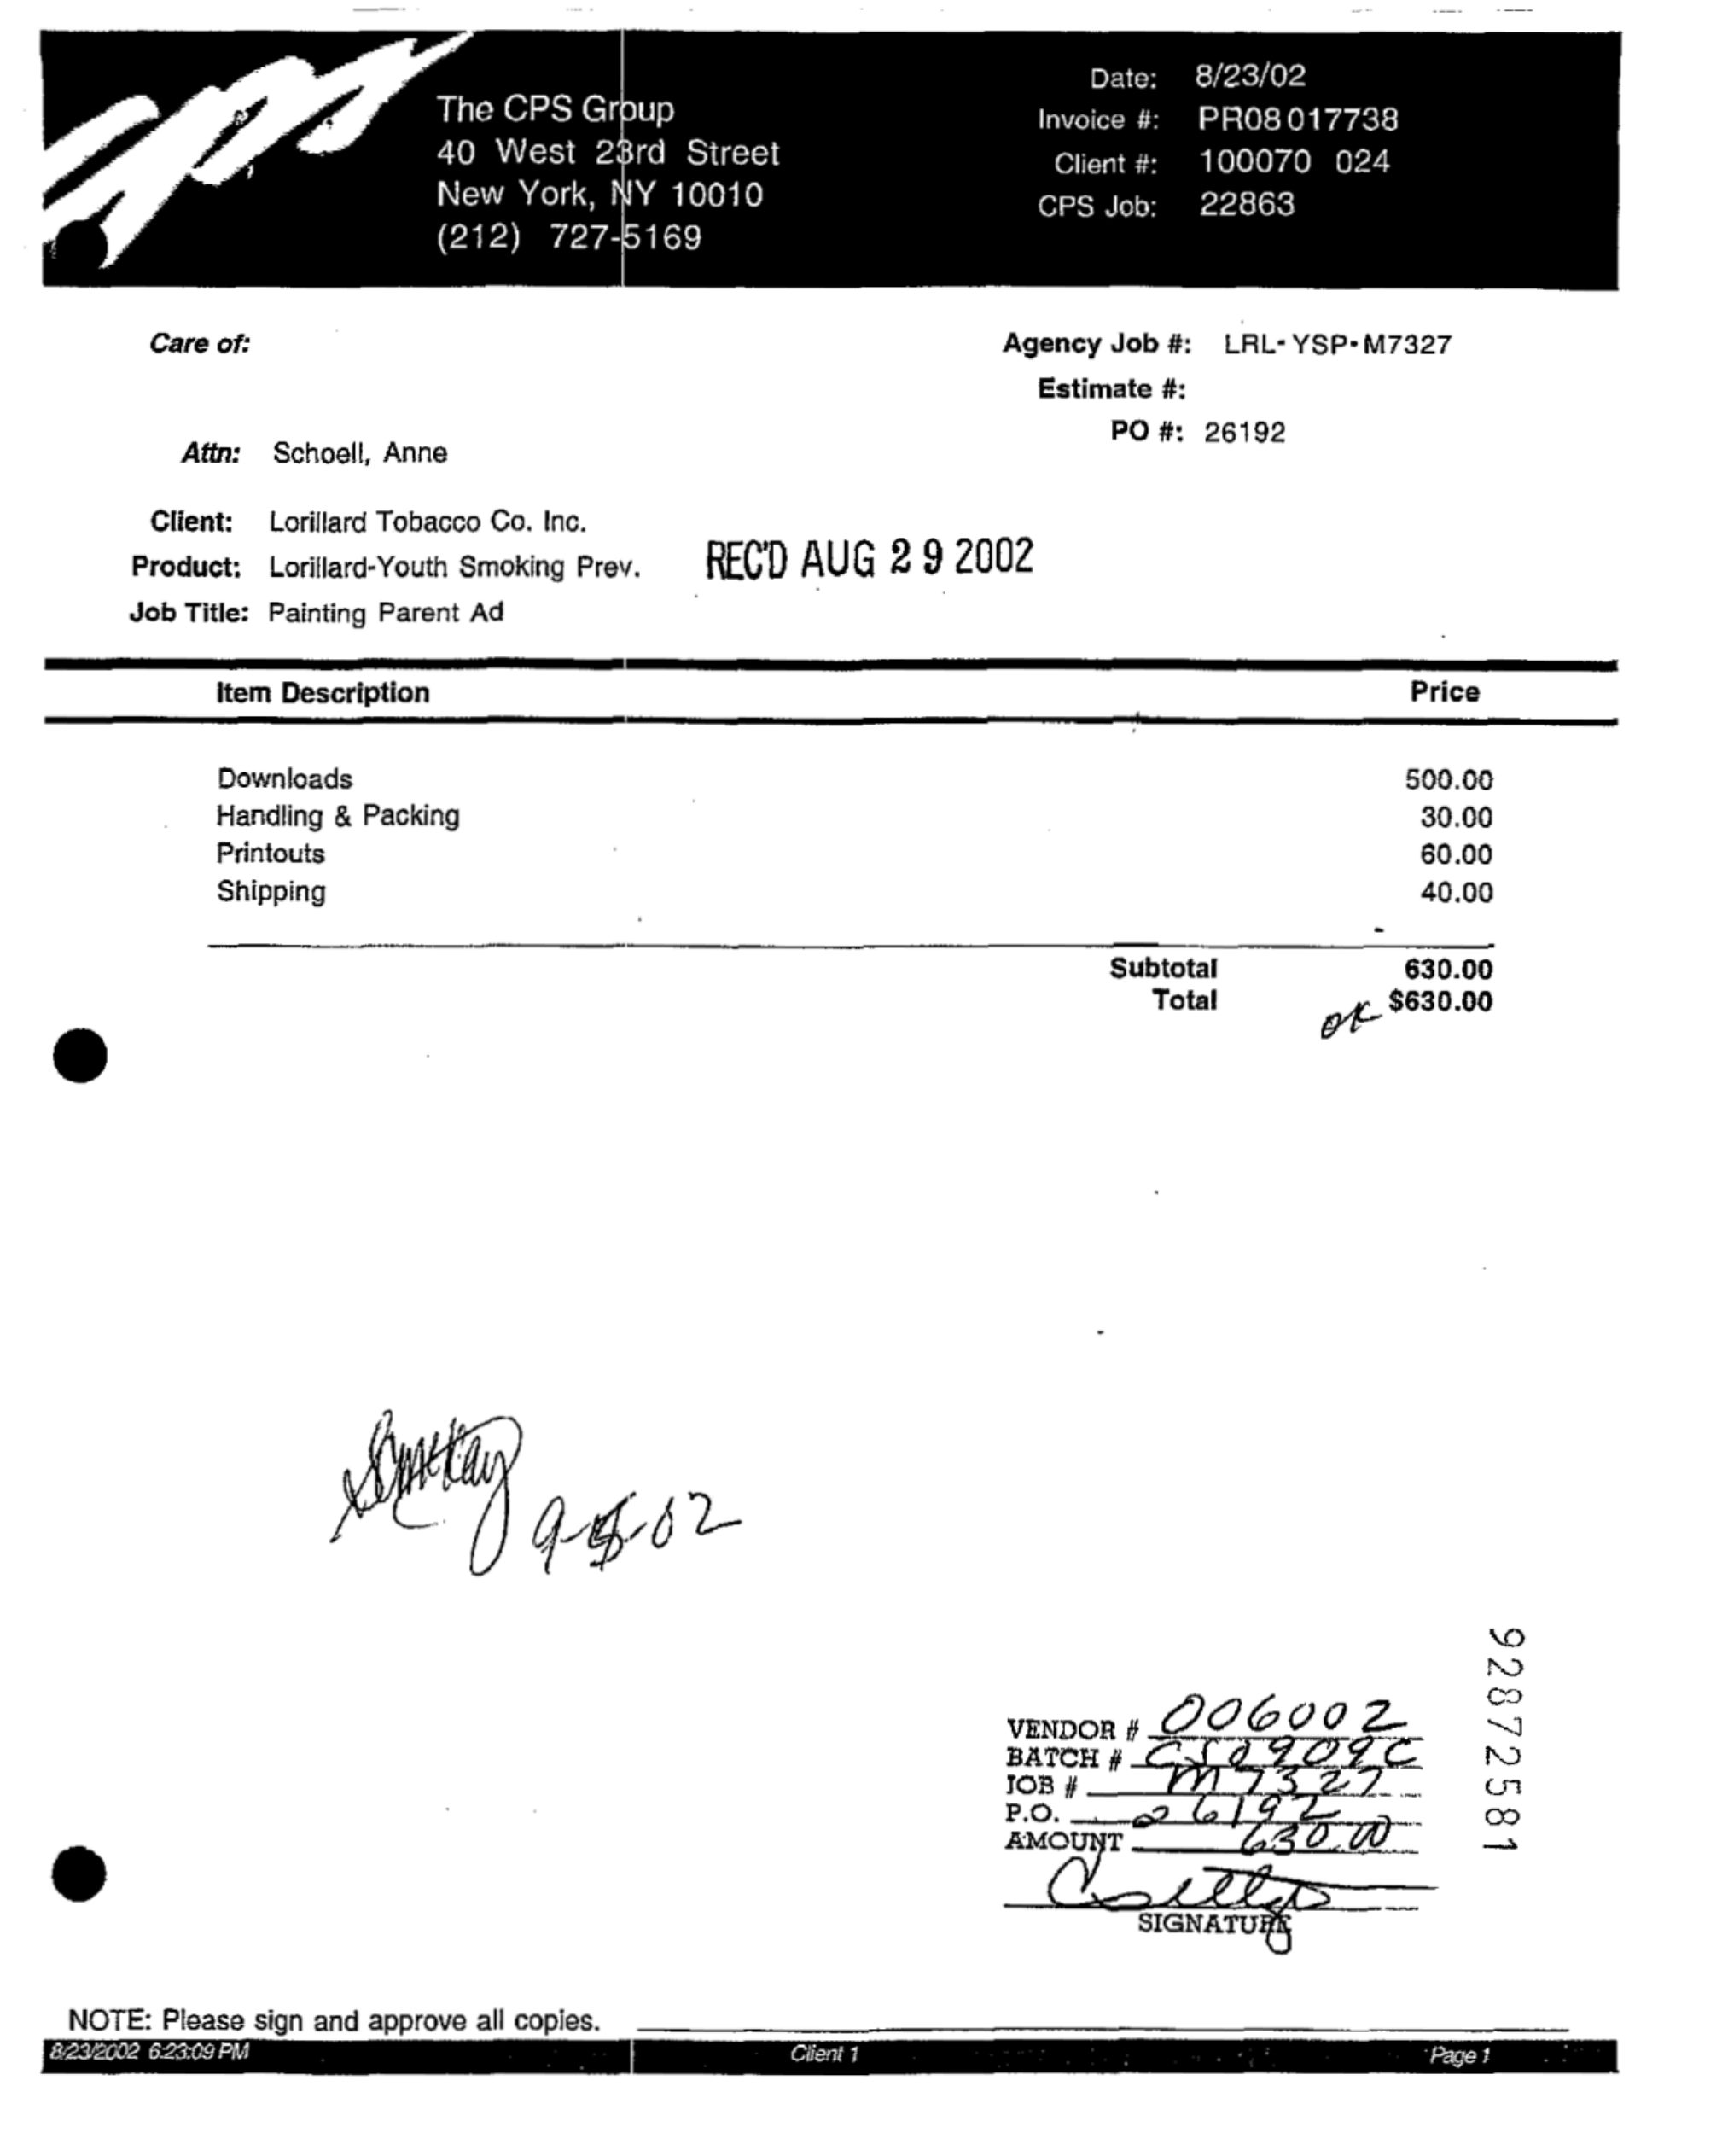 cps
The CPS Group
40 West 23rd Street
New York, NY 10010
(212) 727-5169
Date: 8/23/02
Invoice #: PR08017738
Client #: 100070 024
CPS Job: 22863
Care of:
Agency Job #: LRL-YSP-M7327
Estimate #:
PO #: 26192
Attn: Schoell, Anne
Client: Lorillard Tobacco Co. Inc.
Product: Lorillard-Youth Smoking Prev.
Job Title: Painting Parent Ad
REC'D AUG 29 2002
Item Description Price
Downloads 500.00
Handling & Packing 30.00
Printouts 60.00
Shipping 40.00
Subtotal 630.00
Total $630.00
OK
9-02
VENDOR # 006002
BATCH # CS0909C
JOB # M7327
P.O. 26192
AMOUNT 630.00
SIGNATURE
92872581
NOTE: Please sign and approve all copies.
8/23/2002 6:23:09 PM Client 1 Page 1